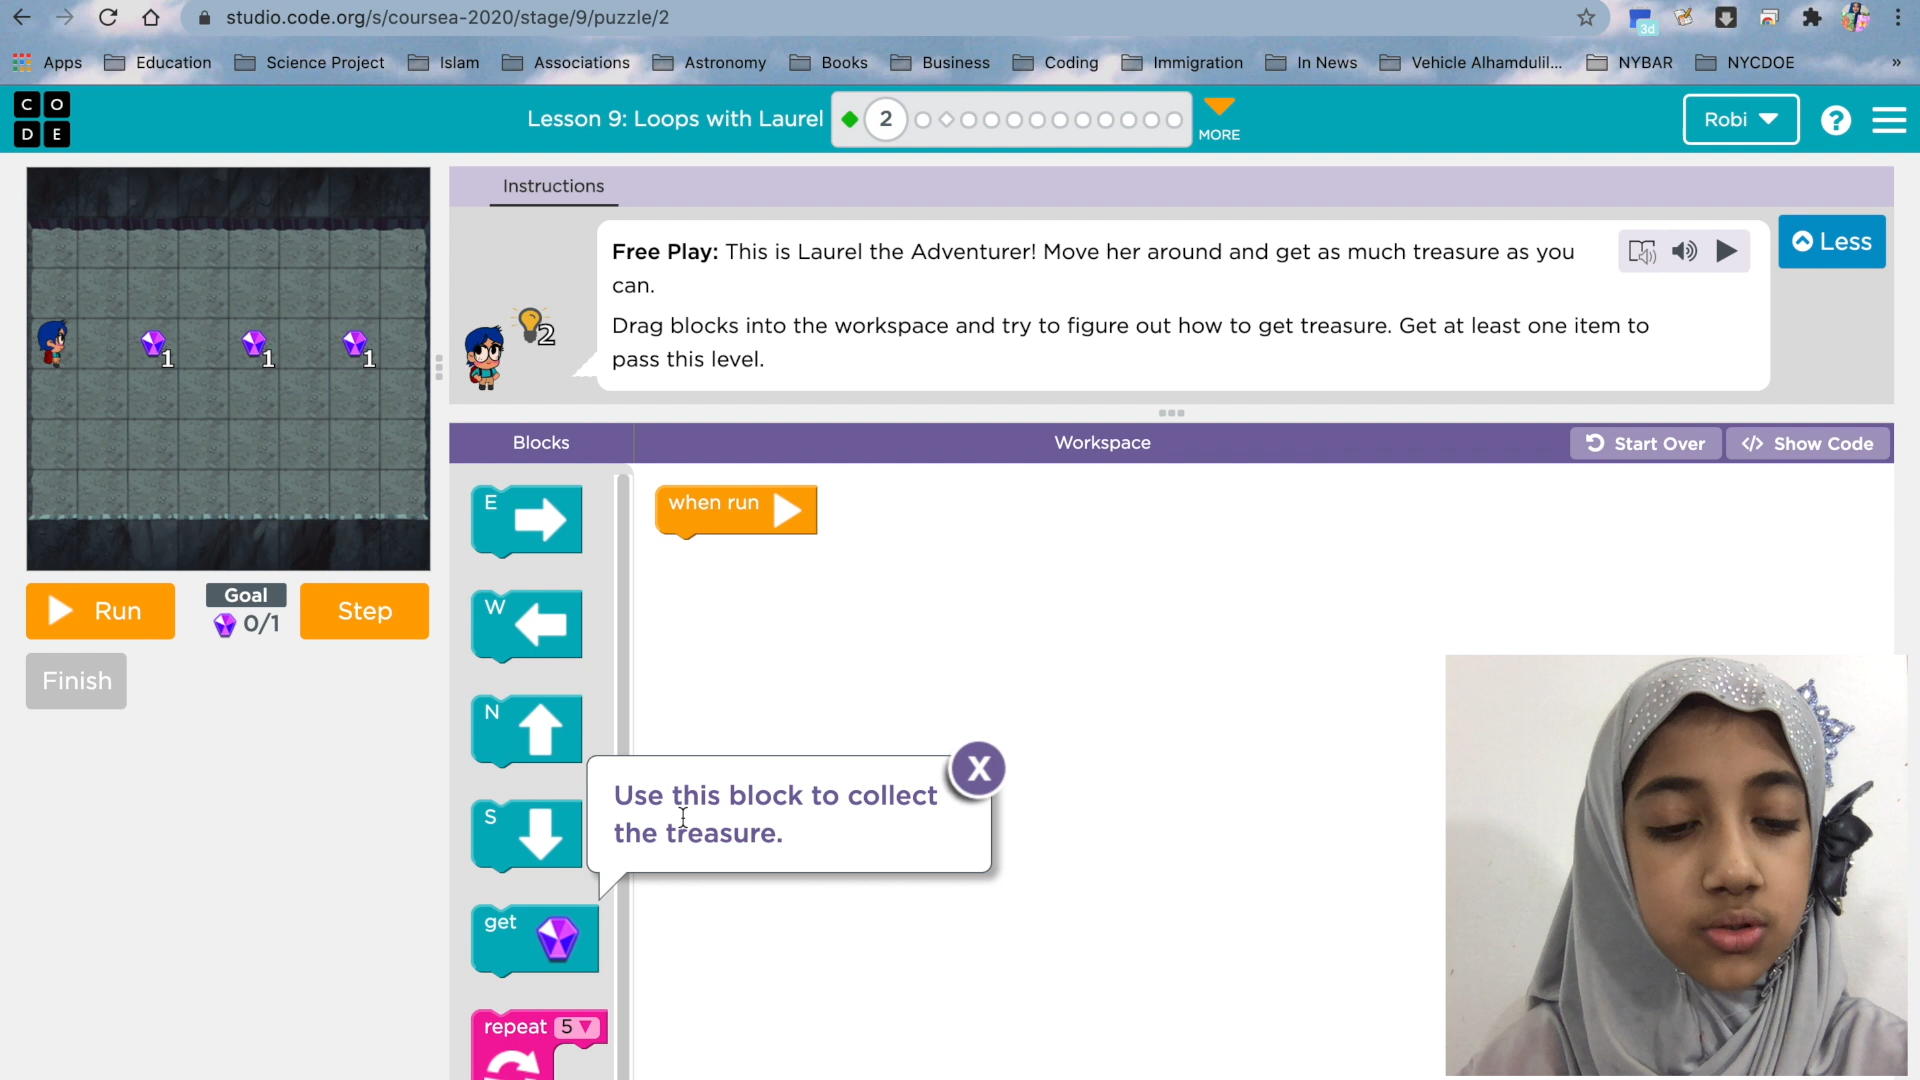 studio.code.org/s/coursea-2020/stage/9/puzzle/2
3d
Apps Education Science Project Islam Associations Astronomy Books Business Coding Immigration In News Vehicle Alhamdulil... NYBAR NYCDOE »
CODE
Lesson 9: Loops with Laurel 2 MORE Robi ?
Instructions
Free Play: This is Laurel the Adventurer! Move her around and get as much treasure as you
can.
Drag blocks into the workspace and try to figure out how to get treasure. Get at least one item to
pass this level.
Less
2
1 1 1
Blocks Workspace Start Over </> Show Code
Run Goal 0/1 Step
Finish
when run
E
W
N
S
Use this block to collect
the treasure.
X
get
repeat 5